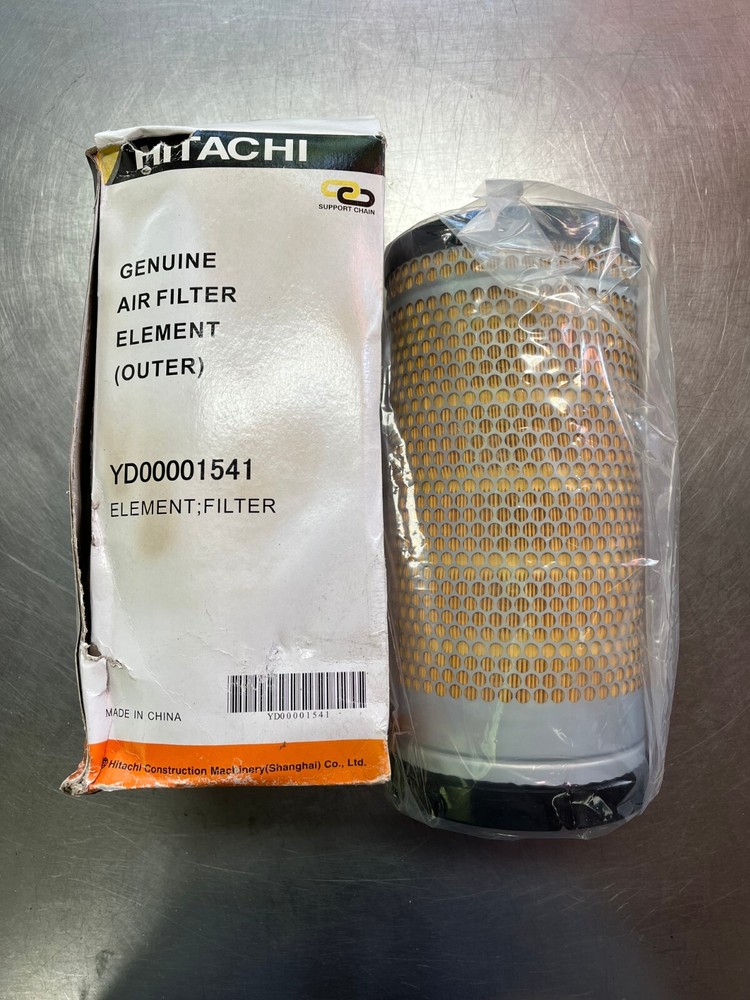 HITACHI
SUPPORT CHAIN
GENUINE
AIR FILTER
ELEMENT
(OUTER)
YD00001541
ELEMENT;FILTER
MADE IN CHINA
YD00001541
©Hitachi Construction Machinery(Shanghai) Co., Ltd.